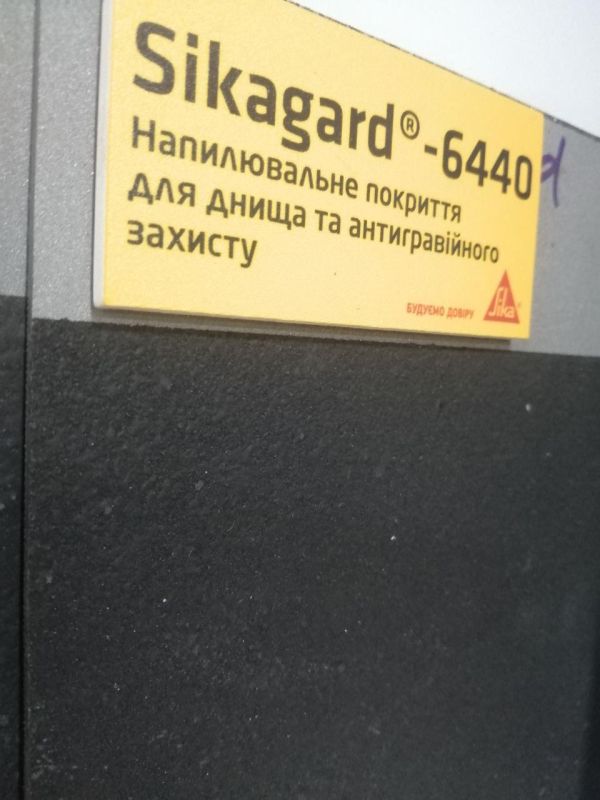 Sikagard®-6440
Напилювальне покриття
для днища та антигравійного
захисту
БУДУЄМО ДОВІРУ
Sika®